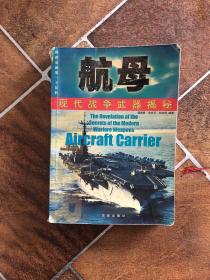 航母
现代战争武器揭秘
The Revelation of the
Secrets of the Modern
Warfare Weapons
Aircraft Carrier